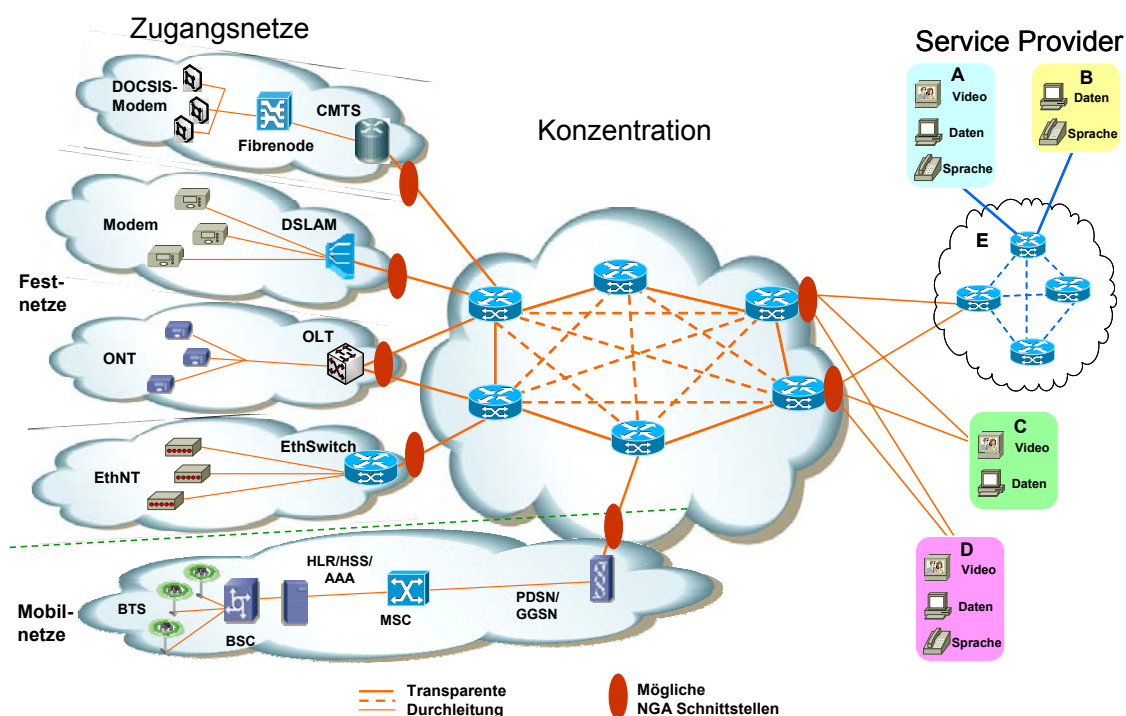 Zugangsnetze
Service Provider
Konzentration
DOCSIS-
Modem
Fibrenode
CMTS
Modem
DSLAM
Fest-
netze
ONT
OLT
EthNT
EthSwitch
Mobil-
netze
BTS
BSC
HLR/HSS/
AAA
MSC
PDSN/
GGSN
A
Video
Daten
Sprache
B
Daten
Sprache
E
C
Video
Daten
D
Video
Daten
Sprache
Transparente
Durchleitung
Mögliche
NGA Schnittstellen